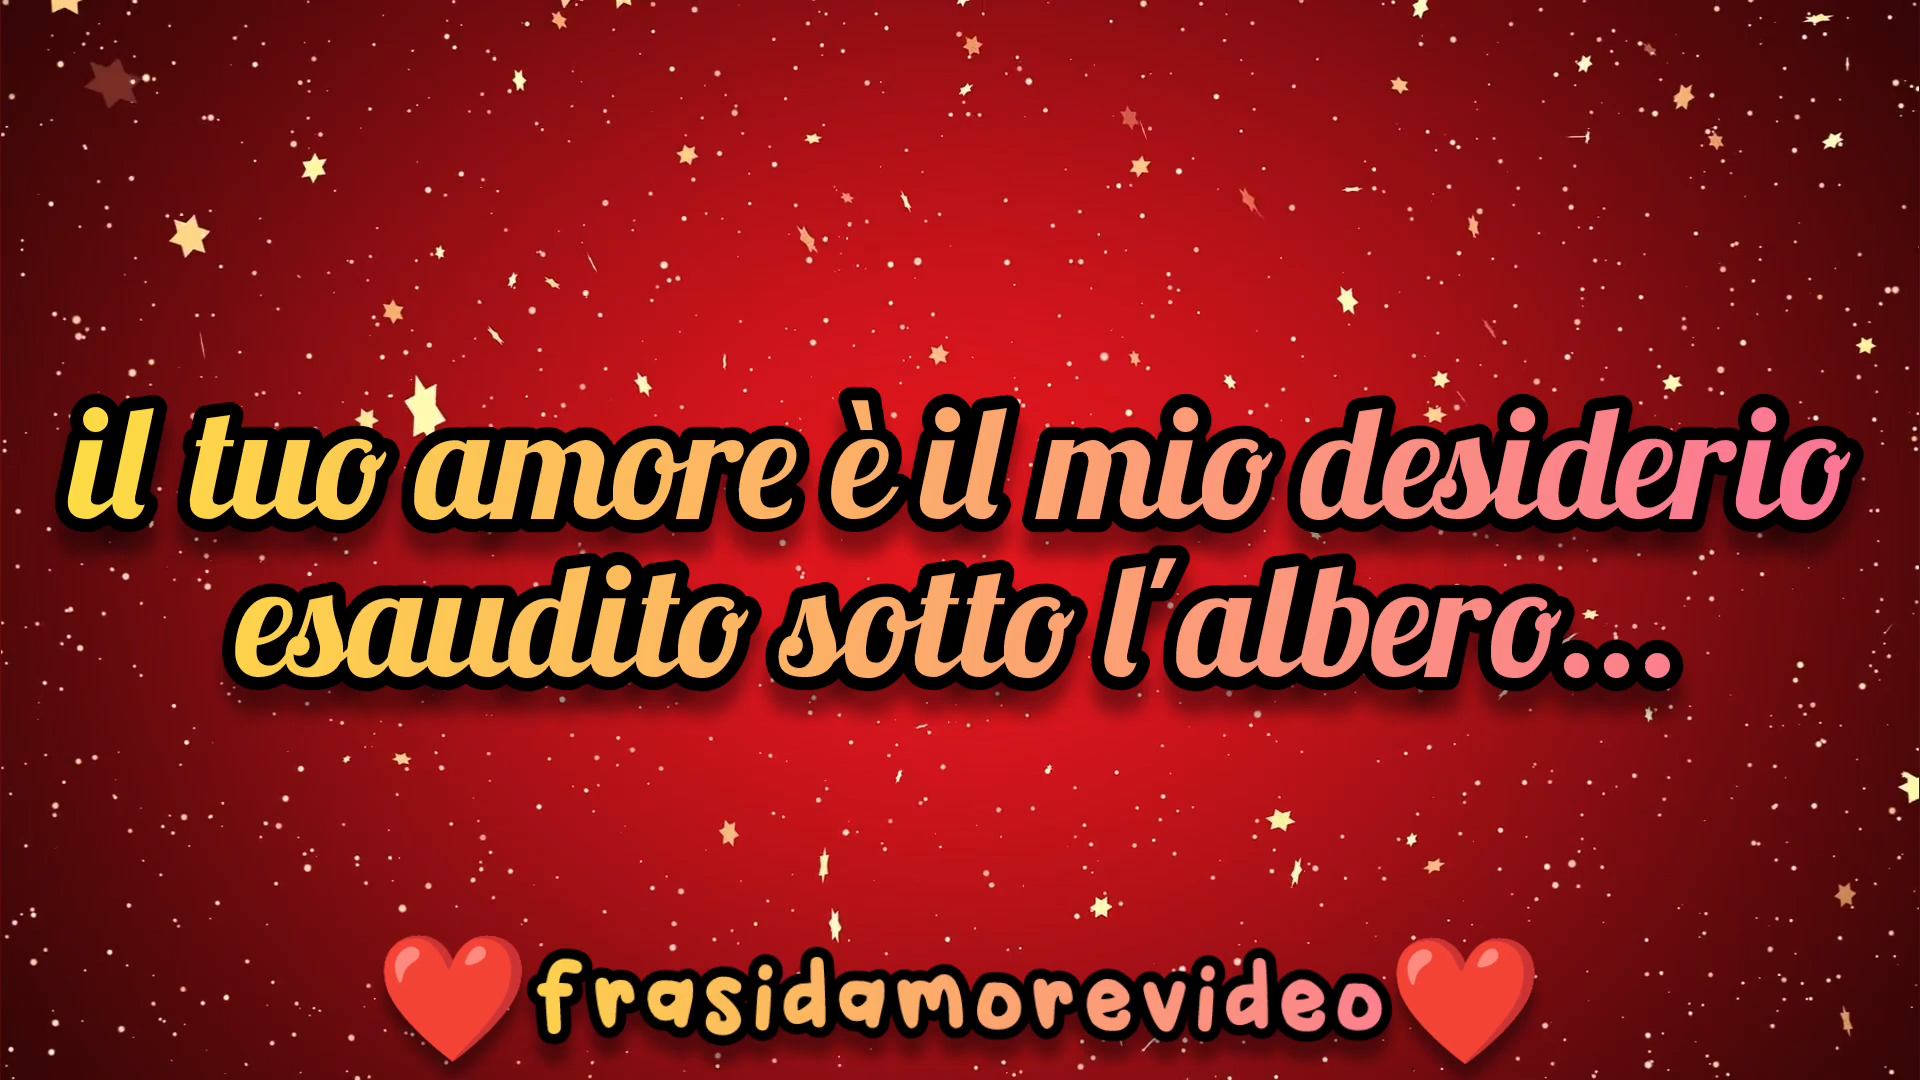 il tuo amore è il mio desiderio
esaudito sotto l'albero...
❤️frasidamorevideo❤️